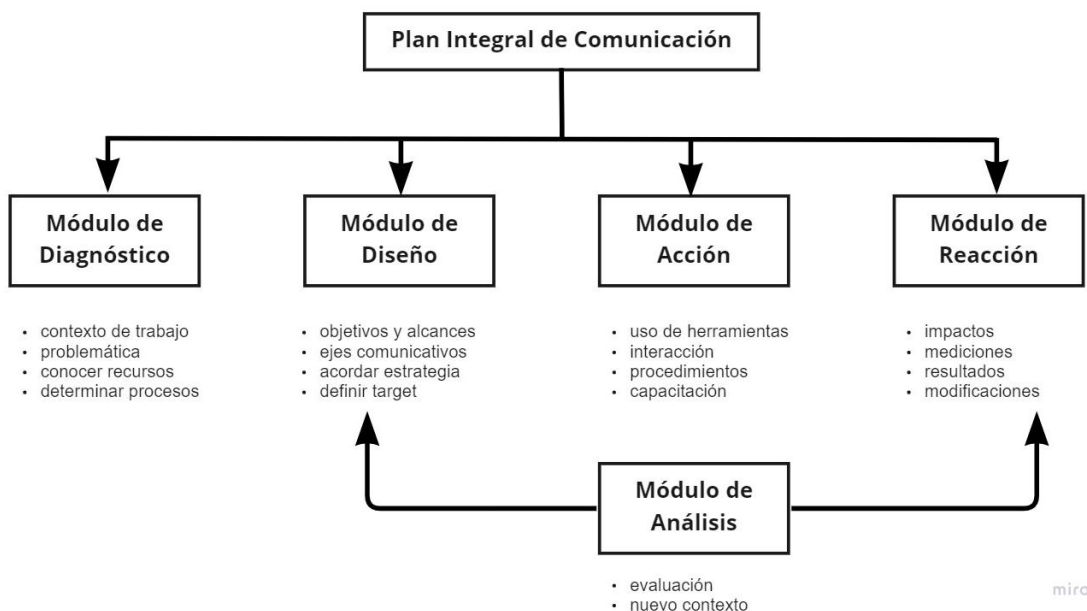 Plan Integral de Comunicación
Módulo de
Diagnóstico
• contexto de trabajo
• problemática
• conocer recursos
• determinar procesos
Módulo de
Diseño
• objetivos y alcances
• ejes comunicativos
• acordar estrategia
• definir target
Módulo de
Acción
• uso de herramientas
• interacción
• procedimientos
• capacitación
Módulo de
Reacción
• impactos
• mediciones
• resultados
• modificaciones
Módulo de
Análisis
• evaluación
• nuevo contexto
miro